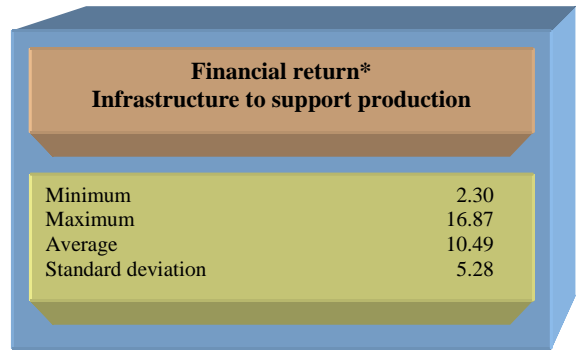 Financial return*
Infrastructure to support production
Minimum 2.30
Maximum 16.87
Average 10.49
Standard deviation 5.28